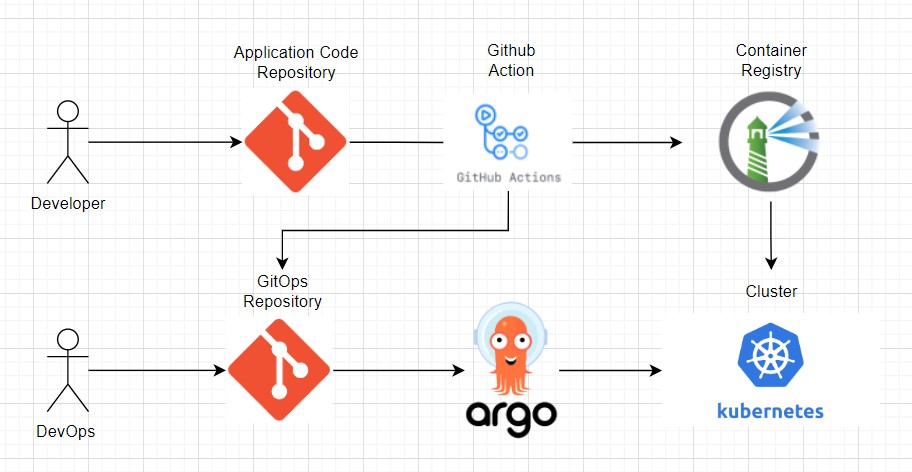 Application Code
Repository
Github
Action
Container
Registry
GitHub Actions
Developer
GitOps
Repository
Cluster
argo
kubernetes
DevOps